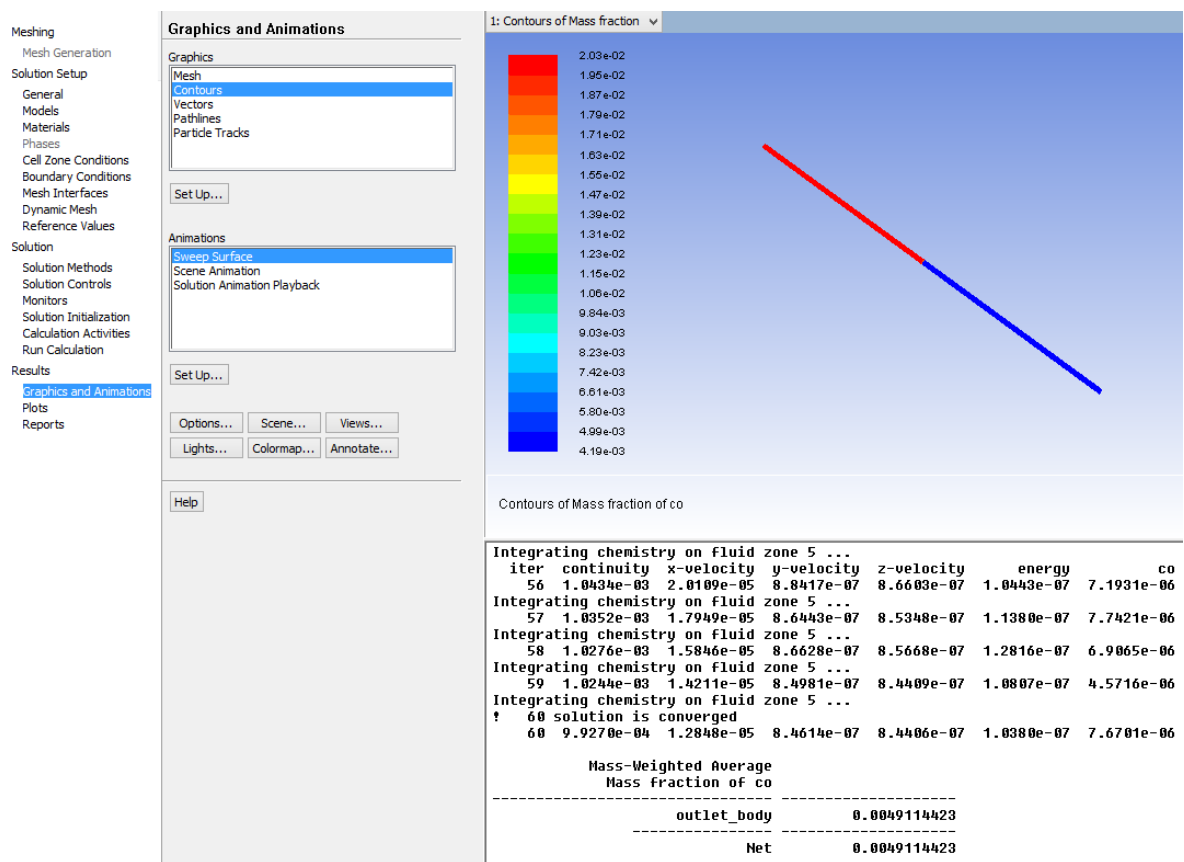 Meshing
Mesh Generation
Solution Setup
General
Models
Materials
Phases
Cell Zone Conditions
Boundary Conditions
Mesh Interfaces
Dynamic Mesh
Reference Values
Solution
Solution Methods
Solution Controls
Monitors
Solution Initialization
Calculation Activities
Run Calculation
Results
Graphics and Animations
Plots
Reports
Graphics and Animations
Graphics
Mesh
Contours
Vectors
Pathlines
Particle Tracks
Set Up...
Animations
Sweep Surface
Scene Animation
Solution Animation Playback
Set Up...
Options... Scene... Views...
Lights... Colormap... Annotate...
Help
1: Contours of Mass fraction
2.03e-02
1.95e-02
1.87e-02
1.79e-02
1.71e-02
1.63e-02
1.55e-02
1.47e-02
1.39e-02
1.31e-02
1.23e-02
1.15e-02
1.06e-02
9.84e-03
9.03e-03
8.23e-03
7.42e-03
6.61e-03
5.80e-03
4.99e-03
4.19e-03
Contours of Mass fraction of co
Integrating chemistry on fluid zone 5 ...
iter continuity x-velocity y-velocity z-velocity energy co
56 1.0434e-03 2.0109e-05 8.8417e-07 8.6603e-07 1.0443e-07 7.1931e-06
Integrating chemistry on fluid zone 5 ...
57 1.0352e-03 1.7949e-05 8.6443e-07 8.5348e-07 1.1380e-07 7.7421e-06
Integrating chemistry on fluid zone 5 ...
58 1.0276e-03 1.5846e-05 8.6628e-07 8.5668e-07 1.2816e-07 6.9065e-06
Integrating chemistry on fluid zone 5 ...
59 1.0244e-03 1.4211e-05 8.4981e-07 8.4409e-07 1.0807e-07 4.5716e-06
Integrating chemistry on fluid zone 5 ...
! 60 solution is converged
60 9.9270e-04 1.2848e-05 8.4614e-07 8.4406e-07 1.0380e-07 7.6701e-06
Mass-Weighted Average
Mass fraction of co
-------------------------------- --------------------
outlet_body 0.0049114423
---------------- --------------------
Net 0.0049114423